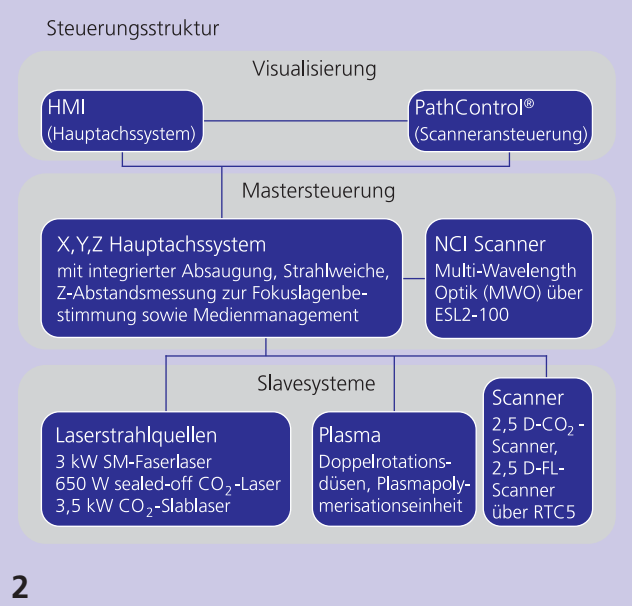 Steuerungsstruktur
Visualisierung
HMI
(Hauptachssystem)
PathControl®
(Scanneransteuerung)
Mastersteuerung
X,Y,Z Hauptachssystem
mit integrierter Absaugung, Strahlweiche,
Z-Abstandsmessung zur Fokuslagenbe-
stimmung sowie Medienmanagement
NCI Scanner
Multi-Wavelength
Optik (MWO) über
ESL2-100
Slavesysteme
Laserstrahlquellen
3 kW SM-Faserlaser
650 W sealed-off CO₂-Laser
3,5 kW CO₂-Slablaser
Plasma
Doppelrotations-
düsen, Plasmapoly-
merisationseinheit
Scanner
2,5 D-CO₂ -
Scanner,
2,5 D-FL-
Scanner
über RTC5
2